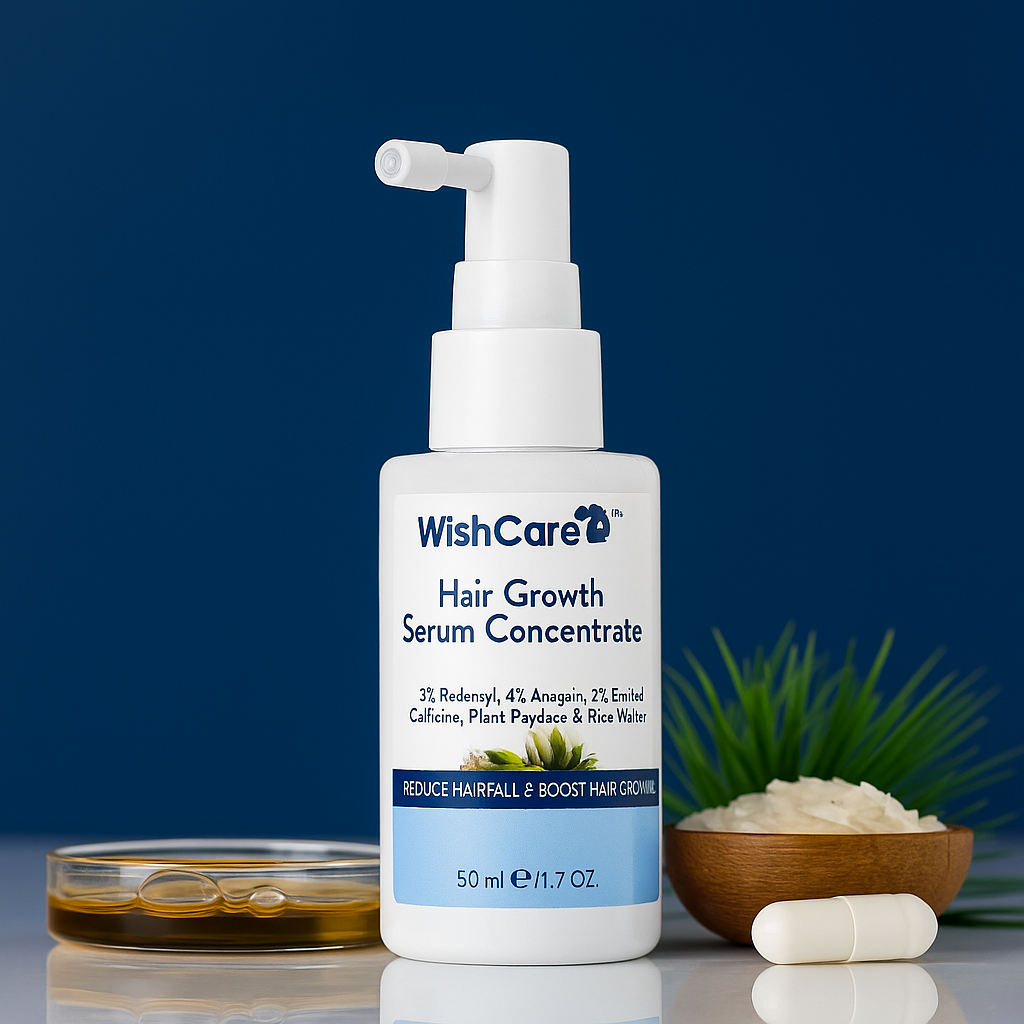 WishCare
Hair Growth
Serum Concentrate
3% Redensyl, 4% Anagain, 2% Emited
Calficine, Plant Paydace & Rice Walter
REDUCE HAIRFALL & BOOST HAIR
50 ml ℮/1.7 OZ.